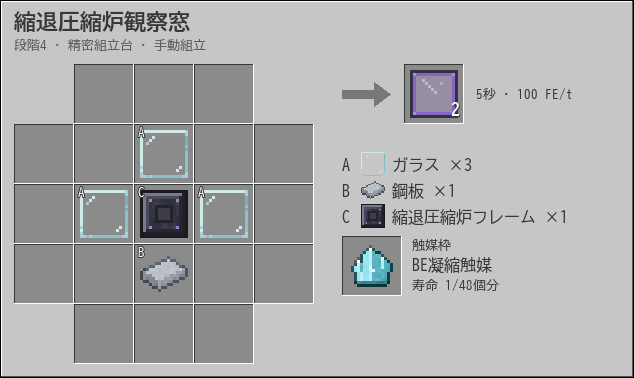 縮退圧縮炉観察窓
段階4 · 精密組立台 · 手動組立
2
5秒 · 100 FE/t
A
A
C
A
B
A ガラス ×3
B 鋼板 ×1
C 縮退圧縮炉フレーム ×1
触媒枠
BE凝縮触媒
寿命 1/48個分